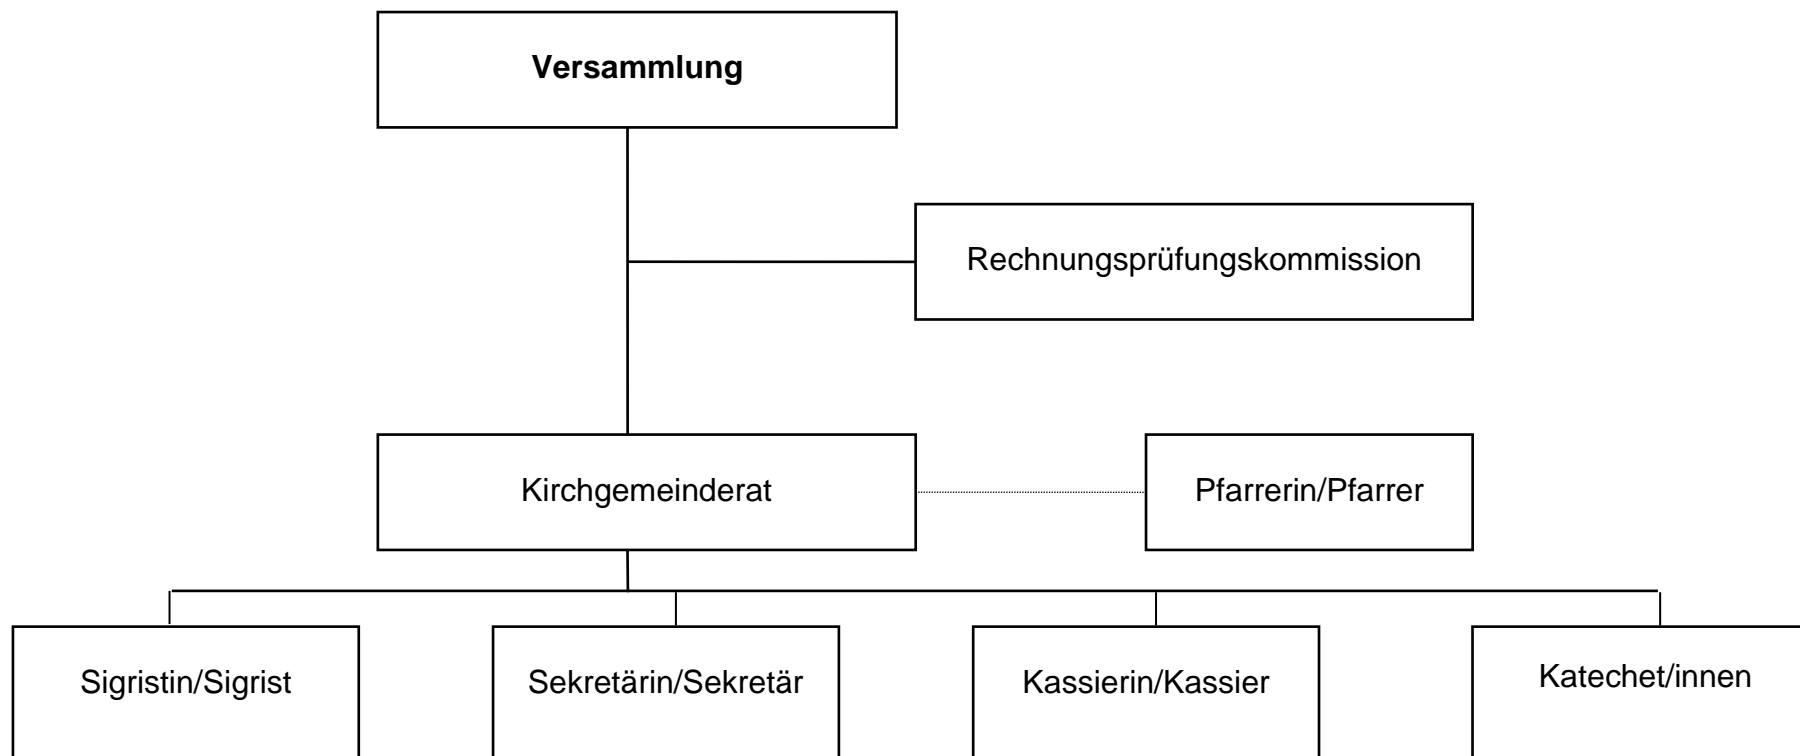 Versammlung
Rechnungsprüfungskommission
Kirchgemeinderat
Pfarrerin/Pfarrer
Sigristin/Sigrist
Sekretärin/Sekretär
Kassierin/Kassier
Katechet/innen